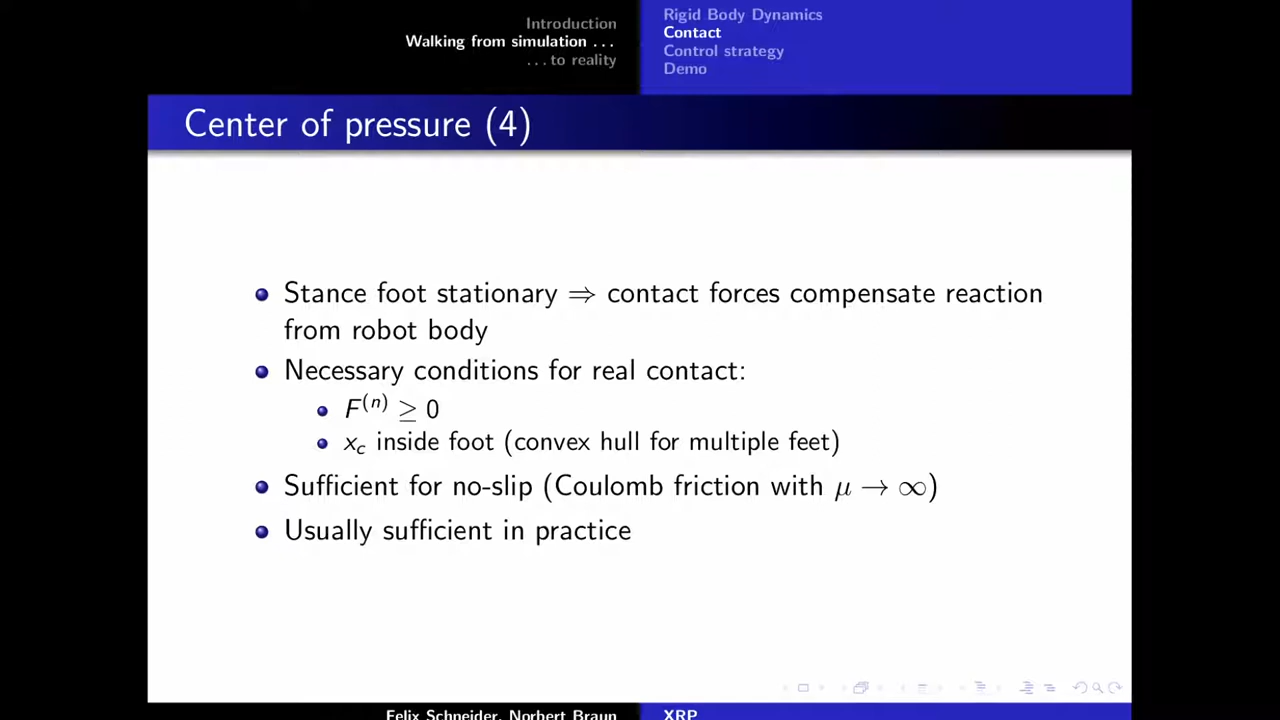 Introduction
Walking from simulation ...
... to reality
Rigid Body Dynamics
Contact
Control strategy
Demo
Center of pressure (4)
Stance foot stationary ⇒ contact forces compensate reaction
from robot body
Necessary conditions for real contact:
F⁽ⁿ⁾ ≥ 0
x_c inside foot (convex hull for multiple feet)
Sufficient for no-slip (Coulomb friction with μ → ∞)
Usually sufficient in practice
Felix Schneider, Norbert Braun
XRP